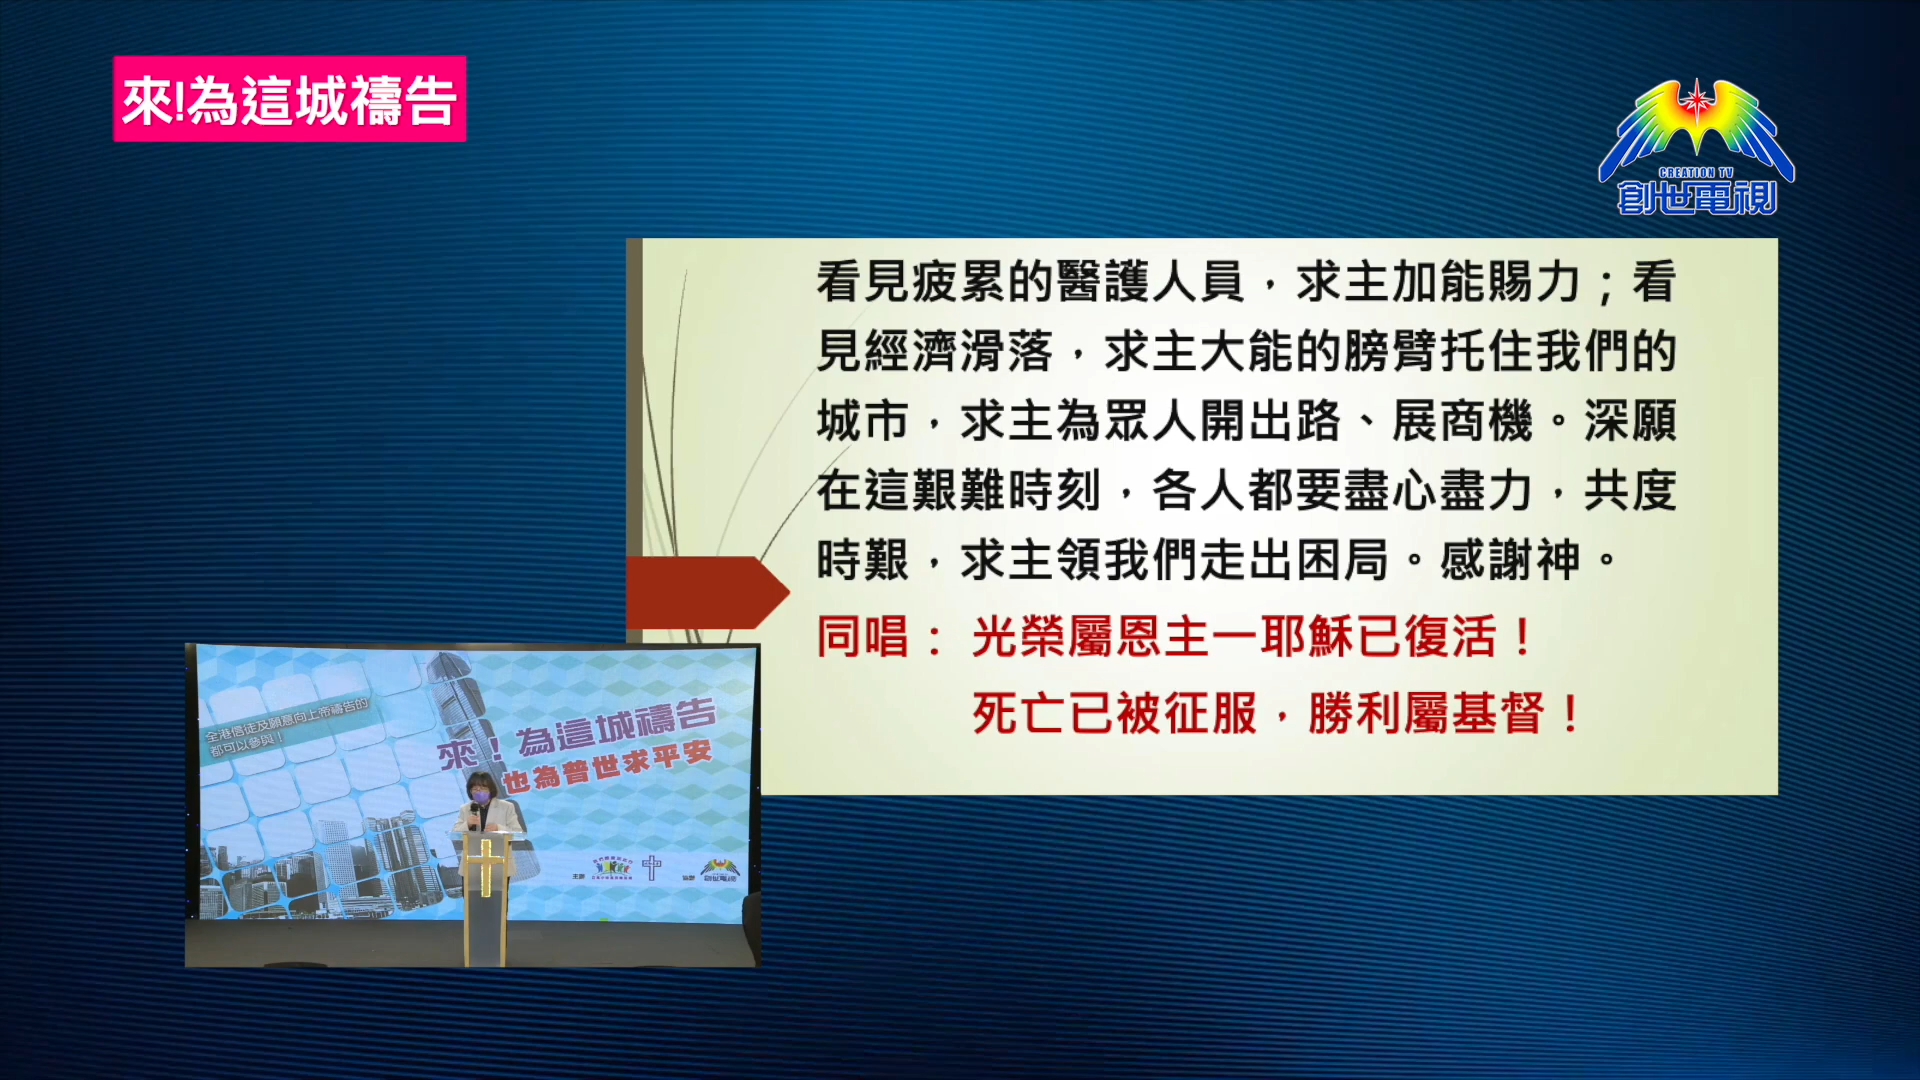 來!為這城禱告
CREATION TV
創世電視
看見疲累的醫護人員，求主加能賜力；看
見經濟滑落，求主大能的膀臂托住我們的
城市，求主為眾人開出路、展商機。深願
在這艱難時刻，各人都要盡心盡力，共度
時艱，求主領我們走出困局。感謝神。
同唱： 光榮屬恩主－耶穌已復活！
死亡已被征服，勝利屬基督！
全港信徒及願意向上帝禱告的
都可以參與！
來！為這城禱告
也為普世求平安
主辦
創世電視